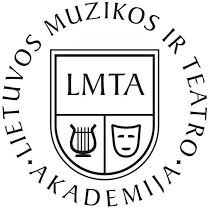 LIETUVOS MUZIKOS IR TEATRO
• AKADEMIJA •
LMTA